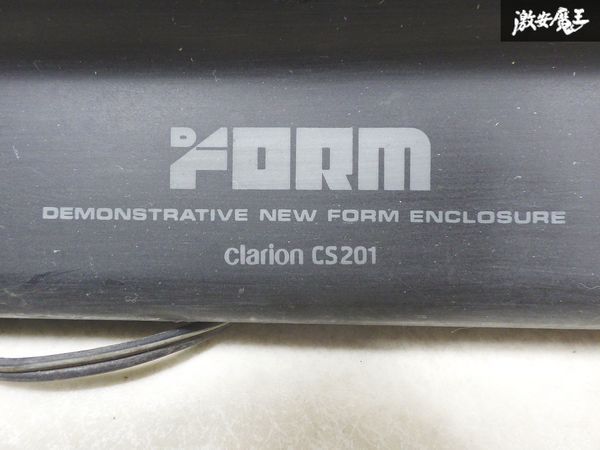 激安魔王
D FORM
DEMONSTRATIVE NEW FORM ENCLOSURE
clarion CS201